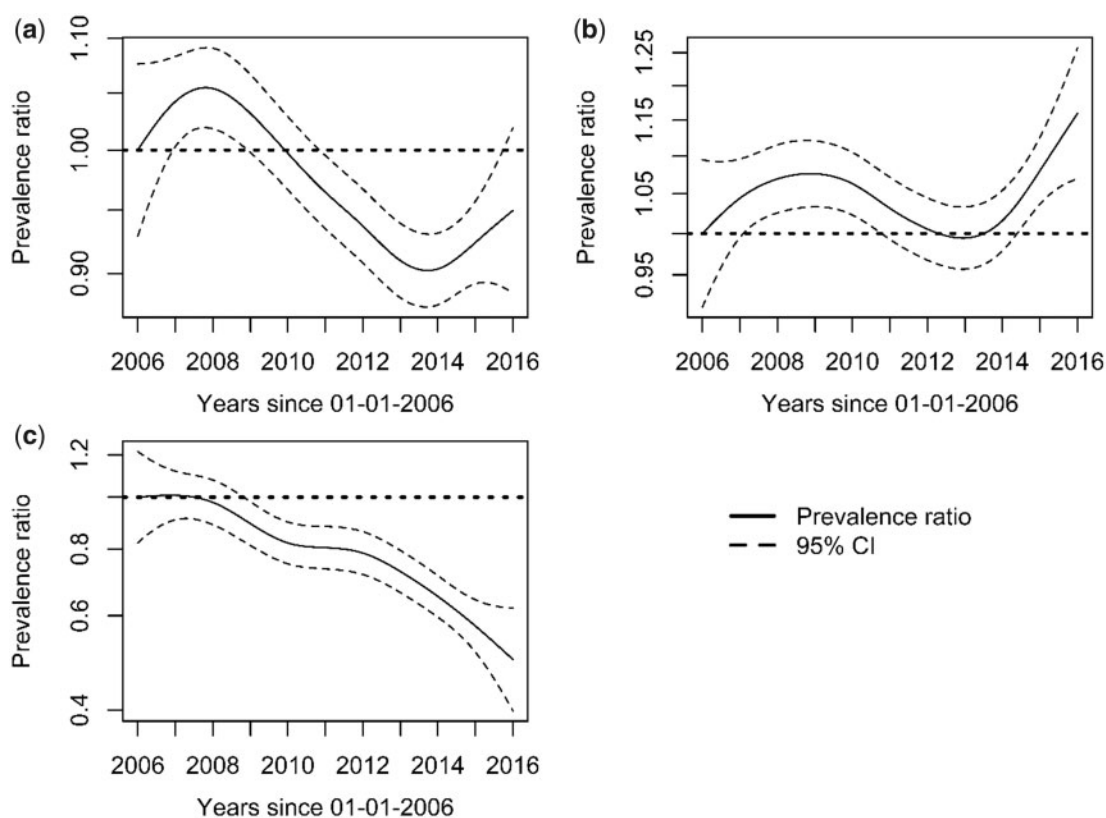 (a)
1.10
1.00
0.90
Prevalence ratio
2006 2008 2010 2012 2014 2016
Years since 01-01-2006
(b)
1.25
1.15
1.05
0.95
Prevalence ratio
2006 2008 2010 2012 2014 2016
Years since 01-01-2006
(c)
1.2
0.8
0.6
0.4
Prevalence ratio
2006 2008 2010 2012 2014 2016
Years since 01-01-2006
Prevalence ratio
95% CI